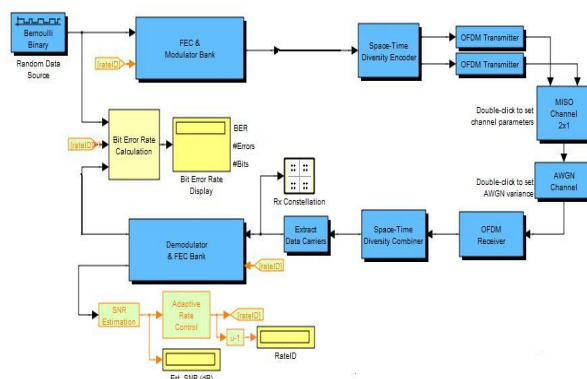 Bernoulli
Binary
Random Data
Source
[rateID]
FEC &
Modulator Bank
Space-Time
Diversity Encoder
OFDM Transmitter
OFDM Transmitter
Double-click to set
channel parameters
MISO
Channel
2x1
[rateID]
Bit Error Rate
Calculation
BER
#Errors
#Bits
Bit Error Rate
Display
Rx Constellation
Double-click to set
AWGN variance
AWGN
Channel
Demodulator
& FEC Bank
[rateID]
Extract
Data Carriers
Space-Time
Diversity Combiner
OFDM
Receiver
SNR
Estimation
Adaptive
Rate
Control
[rateID]
u-1
RateID
Est. SNR (dB)